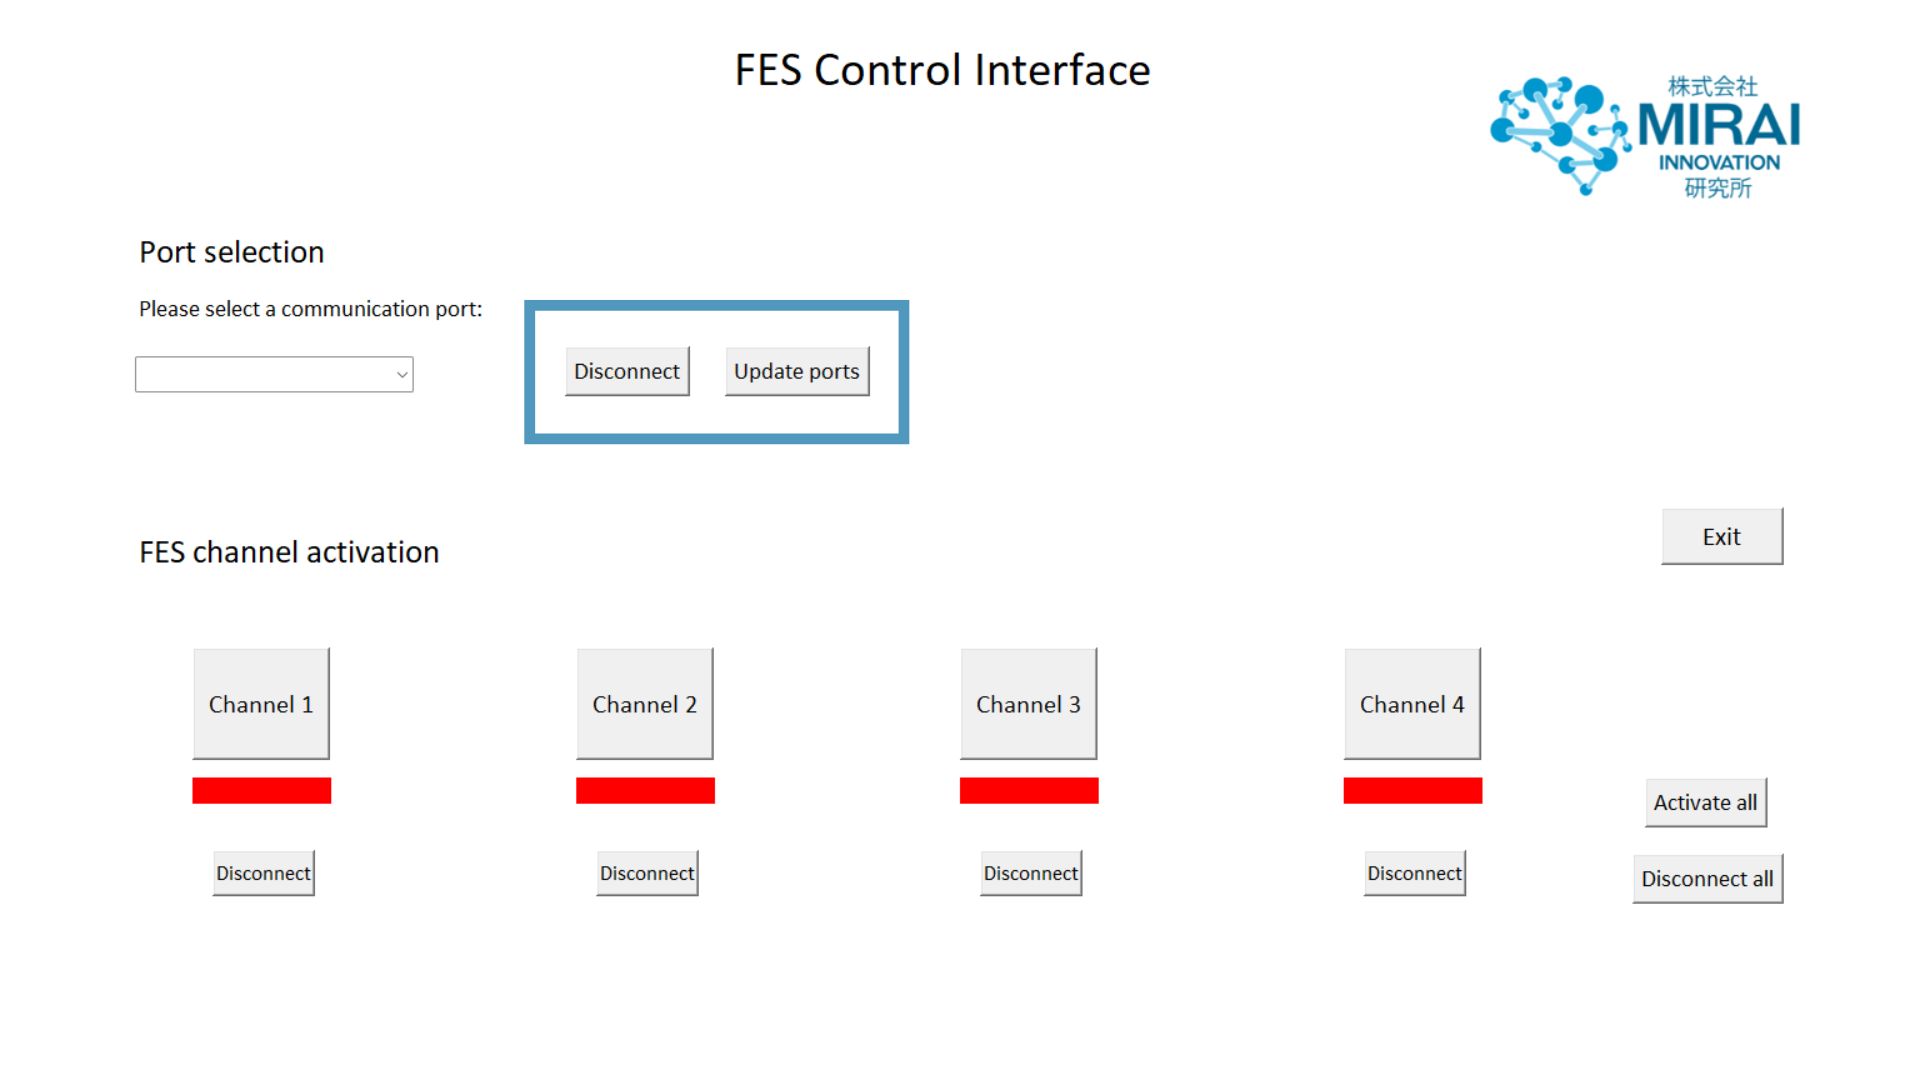 FES Control Interface
株式会社
MIRAI
INNOVATION
研究所
Port selection
Please select a communication port:
Disconnect
Update ports
Exit
FES channel activation
Channel 1
Channel 2
Channel 3
Channel 4
Activate all
Disconnect
Disconnect
Disconnect
Disconnect
Disconnect all